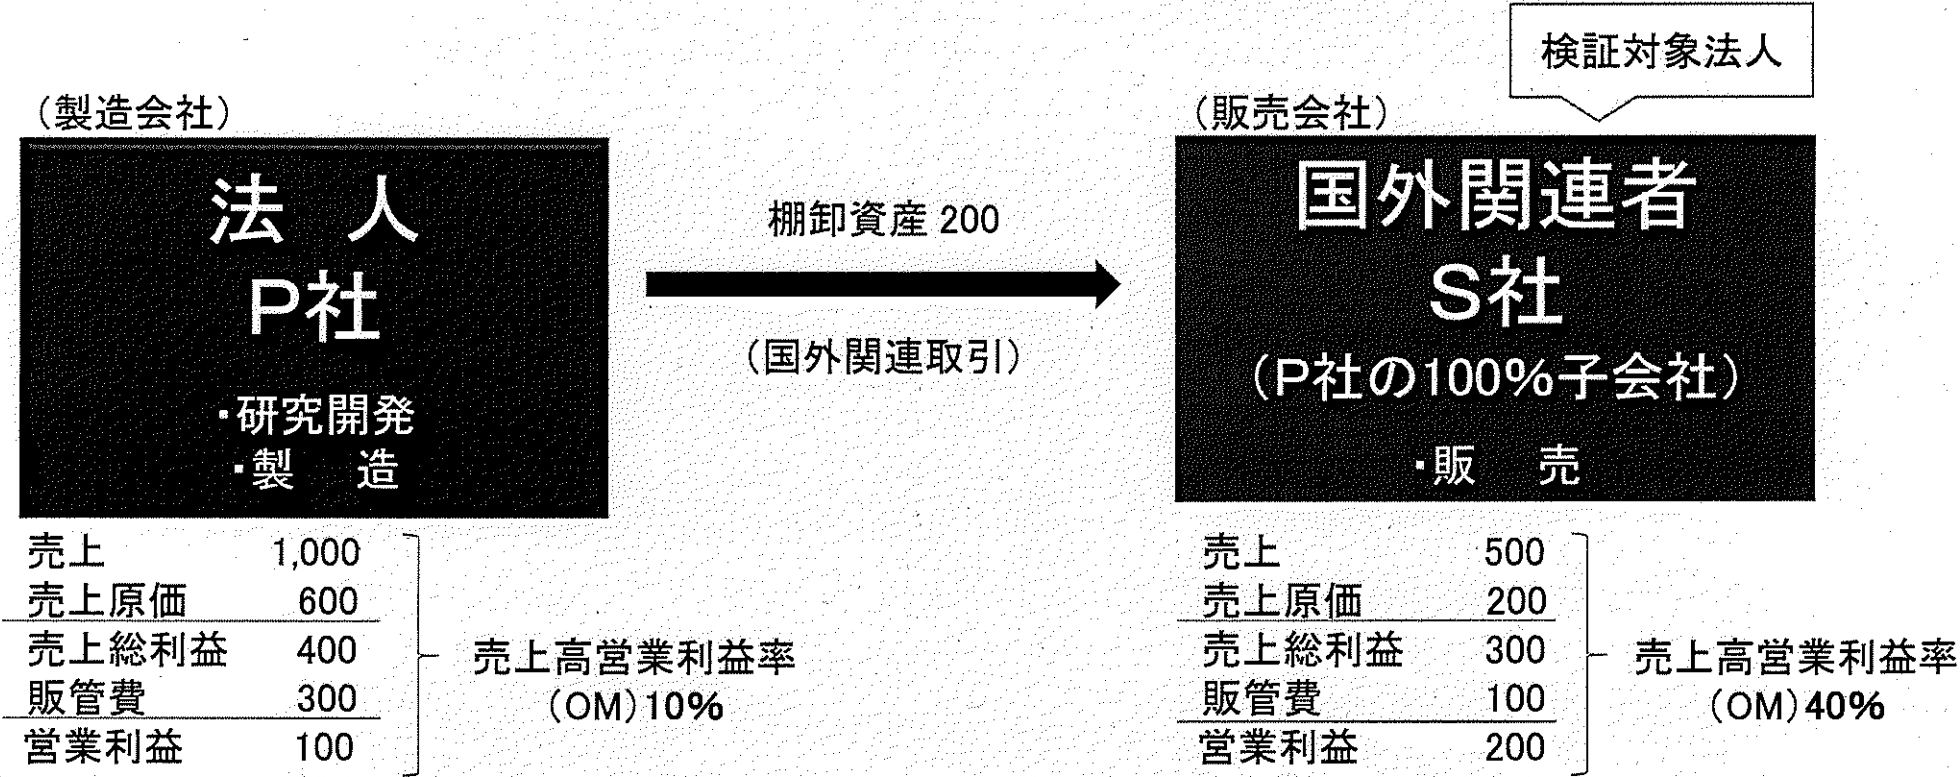 検証対象法人
（製造会社）
法　人
P社
・研究開発
・製　造
棚卸資産 200
（国外関連取引）
（販売会社）
国外関連者
S社
（P社の100%子会社）
・販　売
売上 1,000
売上原価 600
売上総利益 400
販管費 300
営業利益 100
売上高営業利益率
（OM）10%
売上 500
売上原価 200
売上総利益 300
販管費 100
営業利益 200
売上高営業利益率
（OM）40%